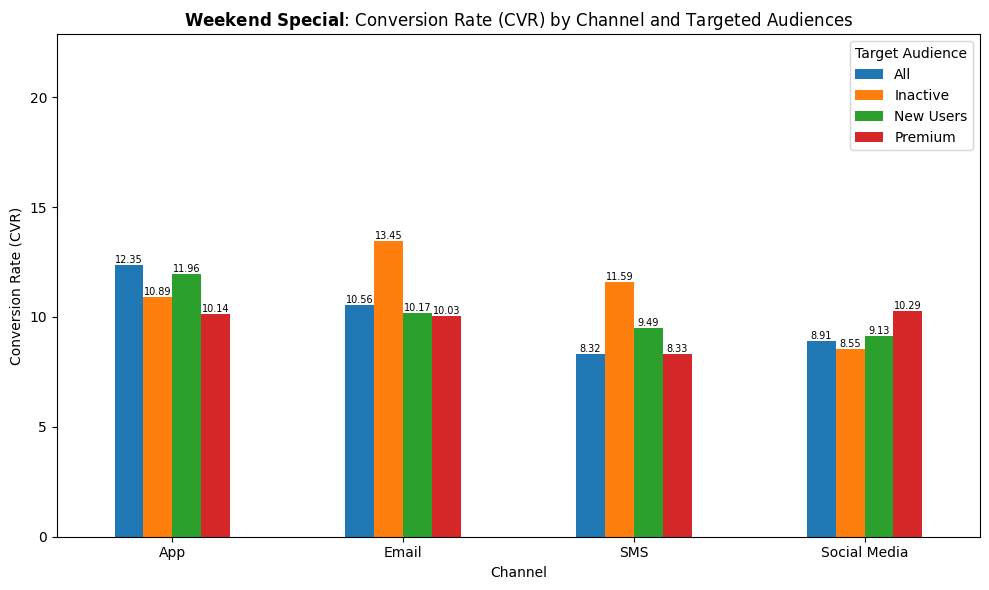 Weekend Special: Conversion Rate (CVR) by Channel and Targeted Audiences
Target Audience
All
Inactive
New Users
Premium
Conversion Rate (CVR)
20
15
10
5
0
12.35
10.89
11.96
10.14
10.56
13.45
10.17
10.03
8.32
11.59
9.49
8.33
8.91
8.55
9.13
10.29
App
Email
SMS
Social Media
Channel